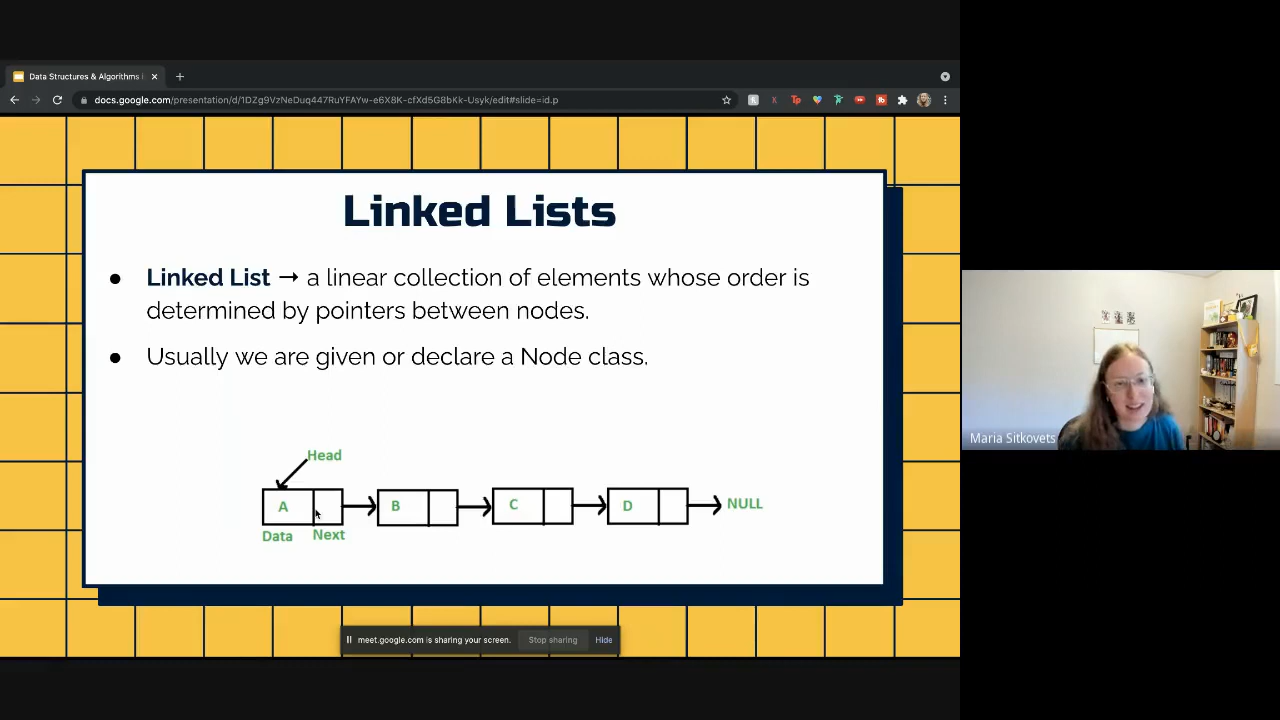 Data Structures & Algorithms i
docs.google.com/presentation/d/1DZg9VzNeDuq447RuYFAYw-e6X8K-cfXd5G8bKk-Usyk/edit#slide=id.p
Linked Lists
● Linked List → a linear collection of elements whose order is
determined by pointers between nodes.
● Usually we are given or declare a Node class.
Head
A B C D NULL
Data Next
meet.google.com is sharing your screen. Stop sharing Hide
Maria Sitkovets